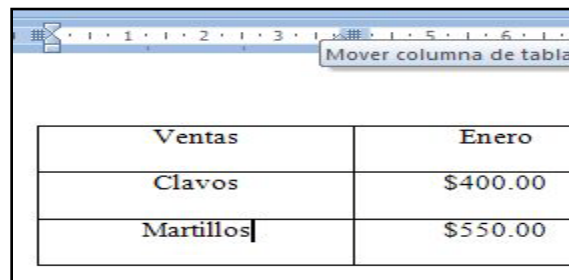 1 · 2 · 3 · 5 · 6
Mover columna de tabla
Ventas Enero
Clavos $400.00
Martillos $550.00